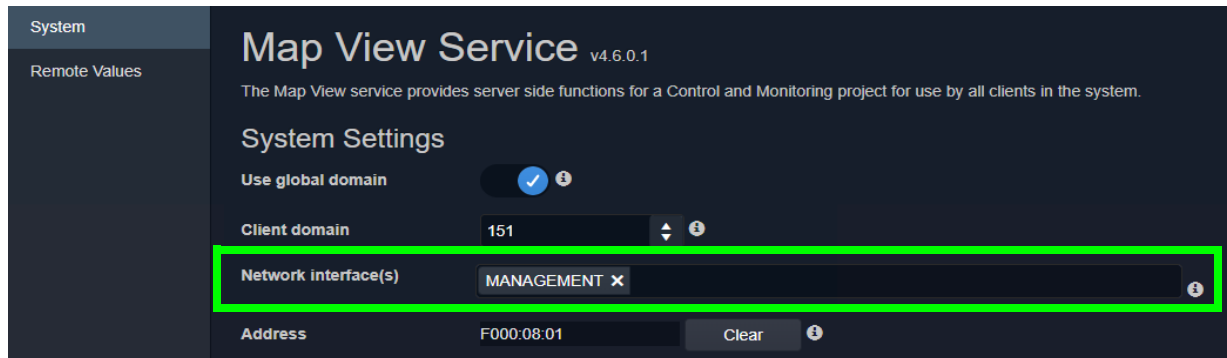 System
Remote Values
Map View Service v4.6.0.1
The Map View service provides server side functions for a Control and Monitoring project for use by all clients in the system.
System Settings
Use global domain
Client domain 151
Network interface(s) MANAGEMENT ×
Address F000:08:01 Clear